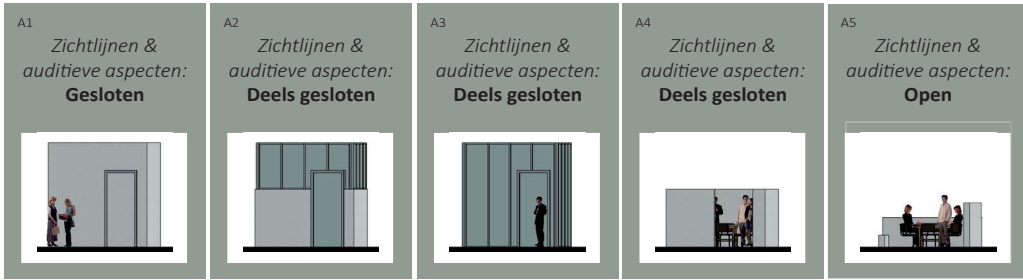 A1
Zichtlijnen &
auditieve aspecten:
Gesloten
A2
Zichtlijnen &
auditieve aspecten:
Deels gesloten
A3
Zichtlijnen &
auditieve aspecten:
Deels gesloten
A4
Zichtlijnen &
auditieve aspecten:
Deels gesloten
A5
Zichtlijnen &
auditieve aspecten:
Open